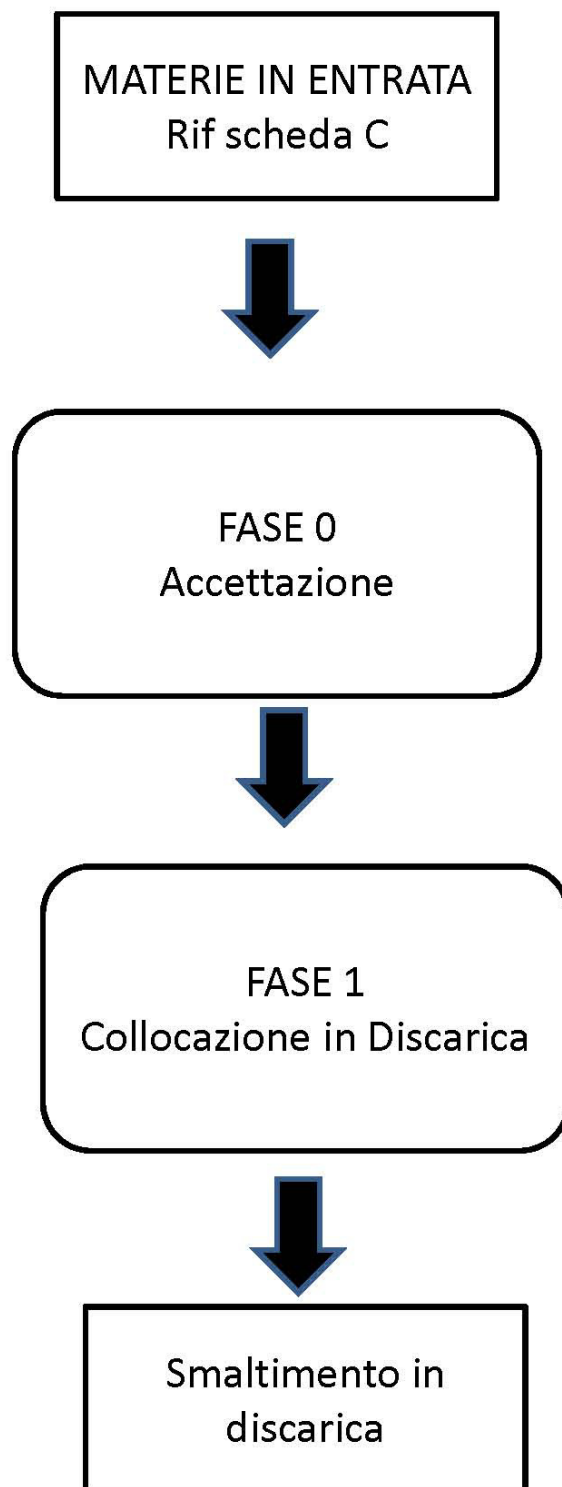 MATERIE IN ENTRATA
Rif scheda C
FASE 0
Accettazione
FASE 1
Collocazione in Discarica
Smaltimento in
discarica